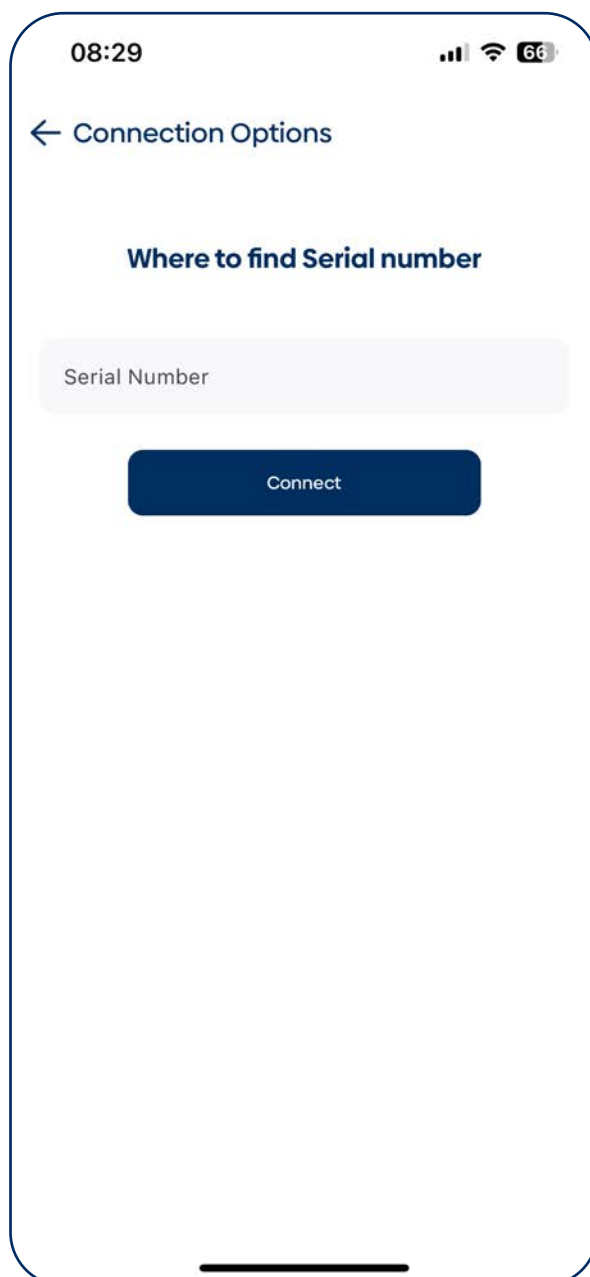 08:29
66
Connection Options
Where to find Serial number
Serial Number
Connect